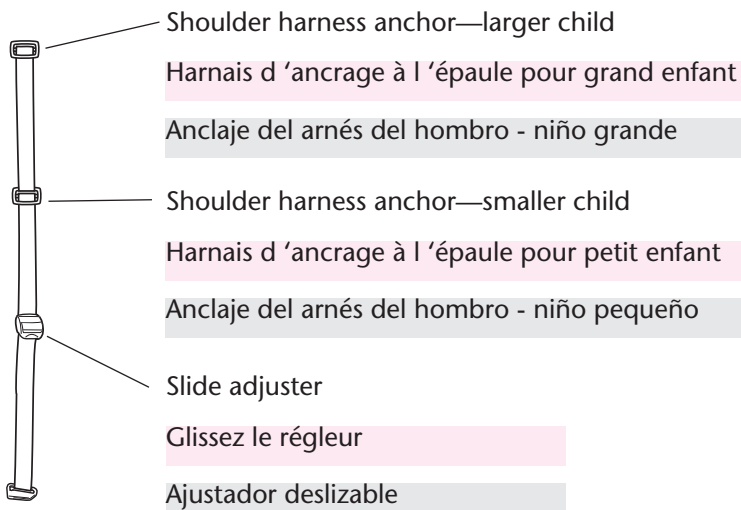 Shoulder harness anchor—larger child
Harnais d ‘ancrage à l ‘épaule pour grand enfant
Anclaje del arnés del hombro - niño grande
Shoulder harness anchor—smaller child
Harnais d ‘ancrage à l ‘épaule pour petit enfant
Anclaje del arnés del hombro - niño pequeño
Slide adjuster
Glissez le régleur
Ajustador deslizable